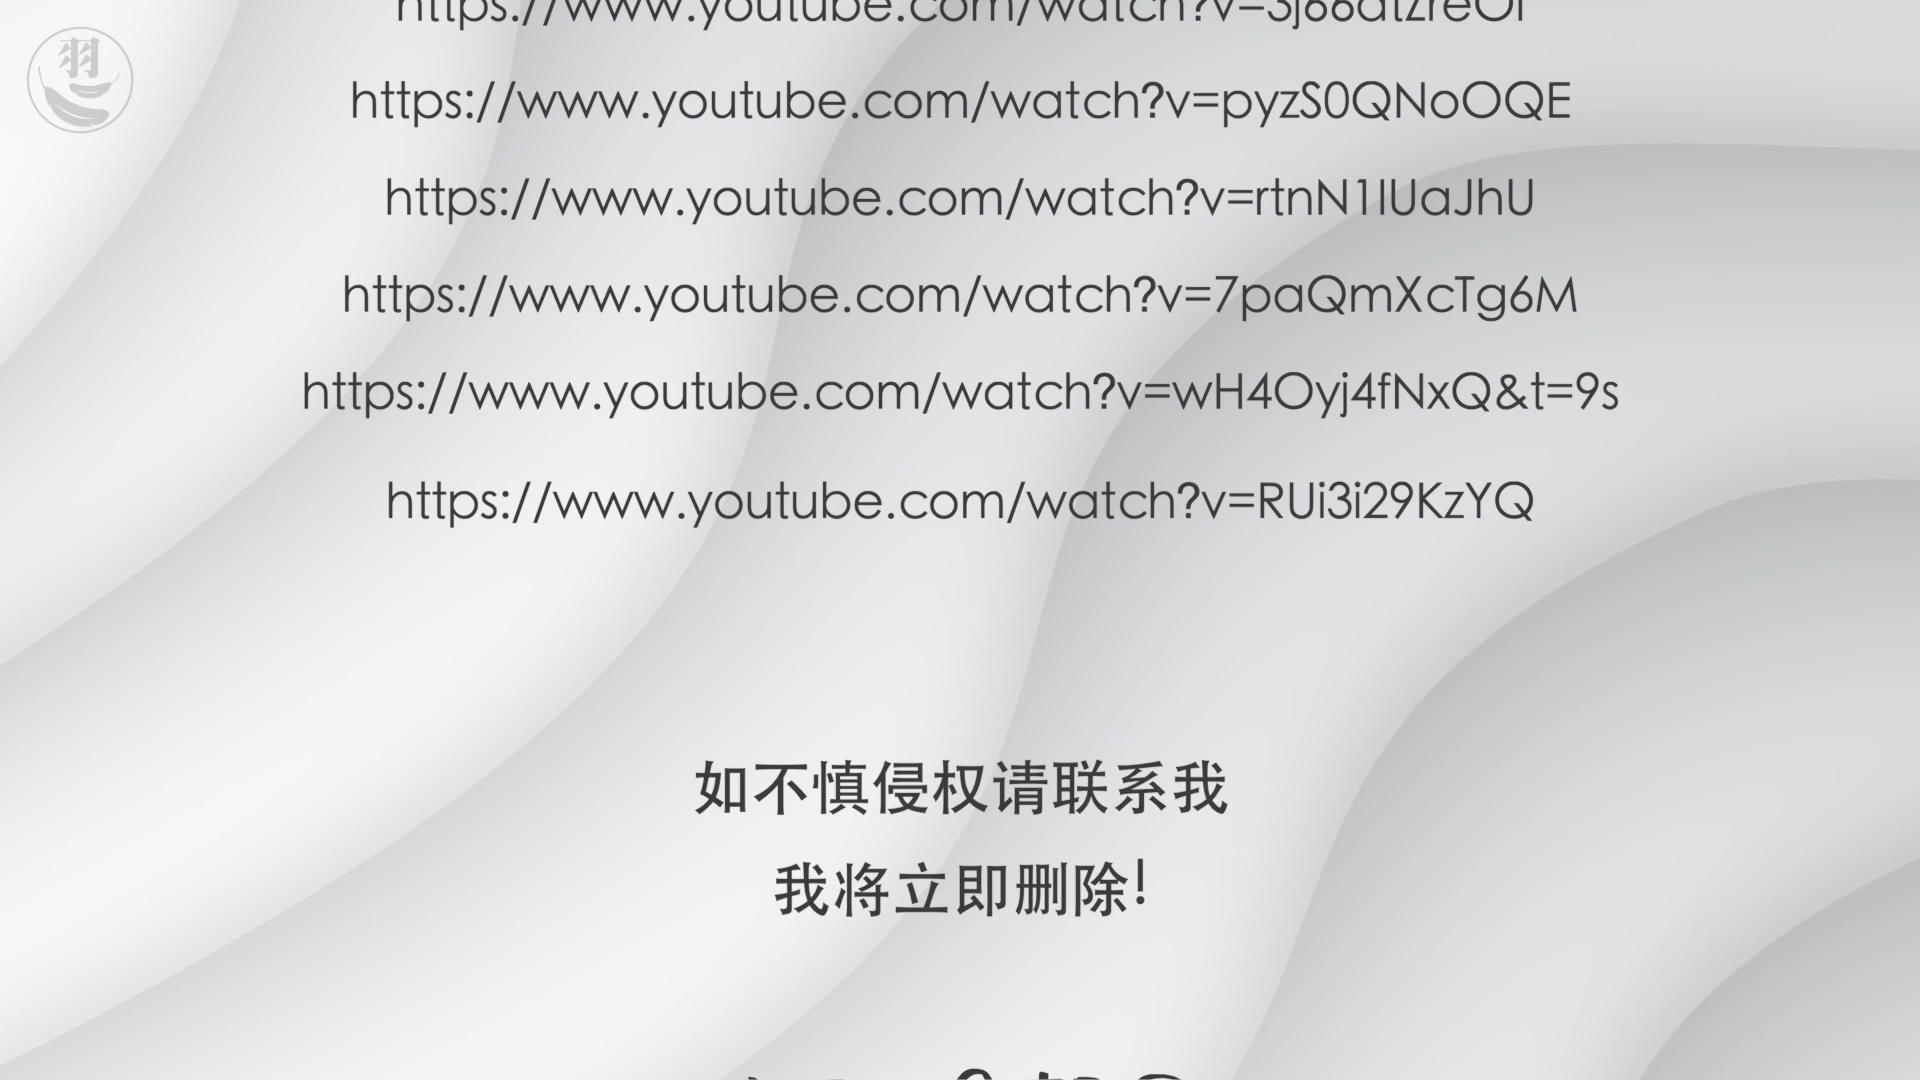 羽
https://www.youtube.com/watch?v=pyzS0QNoOQE
https://www.youtube.com/watch?v=rtnN1IUaJhU
https://www.youtube.com/watch?v=7paQmXcTg6M
https://www.youtube.com/watch?v=wH4Oyj4fNxQ&t=9s
https://www.youtube.com/watch?v=RUi3i29KzYQ
如不慎侵权请联系我
我将立即删除!